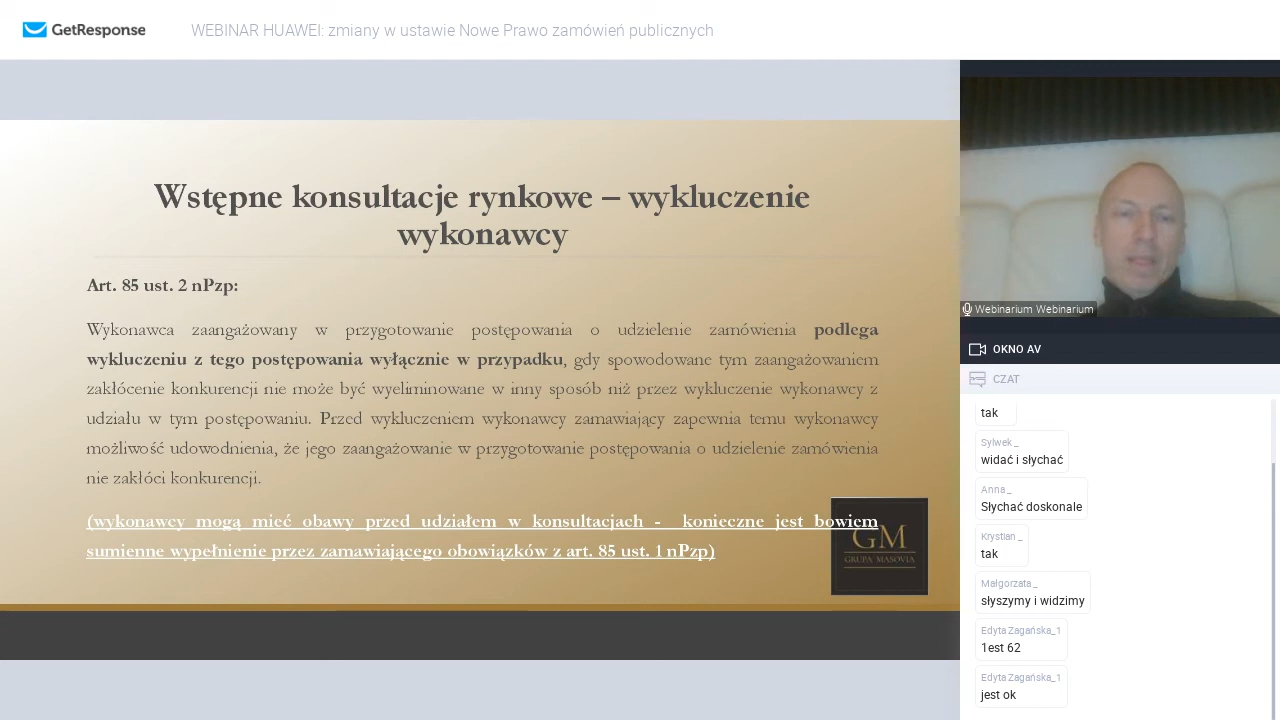 GetResponse
WEBINAR HUAWEI: zmiany w ustawie Nowe Prawo zamówień publicznych
Wstępne konsultacje rynkowe – wykluczenie
wykonawcy
Art. 85 ust. 2 nPzp:
Wykonawca zaangażowany w przygotowanie postępowania o udzielenie zamówienia podlega
wykluczeniu z tego postępowania wyłącznie w przypadku, gdy spowodowane tym zaangażowaniem
zakłócenie konkurencji nie może być wyeliminowane w inny sposób niż przez wykluczenie wykonawcy z
udziału w tym postępowaniu. Przed wykluczeniem wykonawcy zamawiający zapewnia temu wykonawcy
możliwość udowodnienia, że jego zaangażowanie w przygotowanie postępowania o udzielenie zamówienia
nie zakłóci konkurencji.
(wykonawcy mogą mieć obawy przed udziałem w konsultacjach - konieczne jest bowiem
sumienne wypełnienie przez zamawiającego obowiązków z art. 85 ust. 1 nPzp)
GM
GRUPA MASOVIA
Webinarium Webinarium
OKNO AV
CZAT
tak
Sylwek _
widać i słychać
Anna _
Słychać doskonale
Krystian _
tak
Małgorzata _
słyszymy i widzimy
Edyta Zagańska_1
1est 62
Edyta Zagańska_1
jest ok